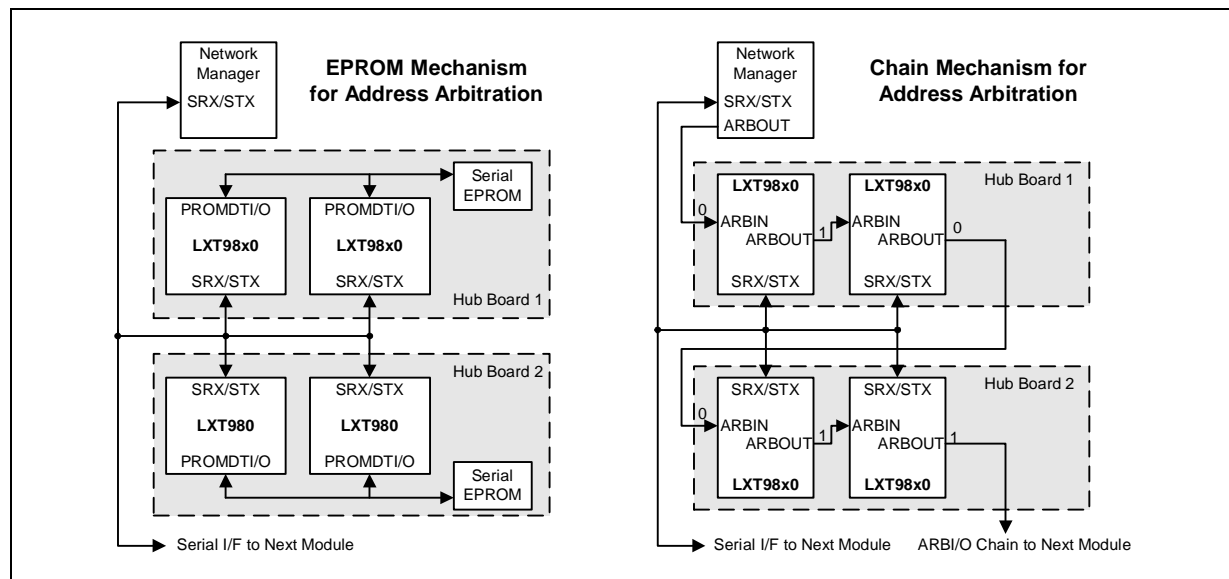 EPROM Mechanism
for Address Arbitration
Network
Manager
SRX/STX
Serial
EPROM
PROMDTI/O
LXT98x0
SRX/STX
PROMDTI/O
LXT98x0
SRX/STX
Hub Board 1
Hub Board 2
SRX/STX
LXT980
PROMDTI/O
SRX/STX
LXT980
PROMDTI/O
Serial
EPROM
Serial I/F to Next Module
Chain Mechanism for
Address Arbitration
Network
Manager
SRX/STX
ARBOUT
Hub Board 1
0
LXT98x0
ARBIN
ARBOUT
SRX/STX
1
LXT98x0
ARBIN
ARBOUT
SRX/STX
0
Hub Board 2
0
SRX/STX
ARBIN
ARBOUT
LXT98x0
1
SRX/STX
ARBIN
ARBOUT
LXT98x0
1
Serial I/F to Next Module
ARBI/O Chain to Next Module